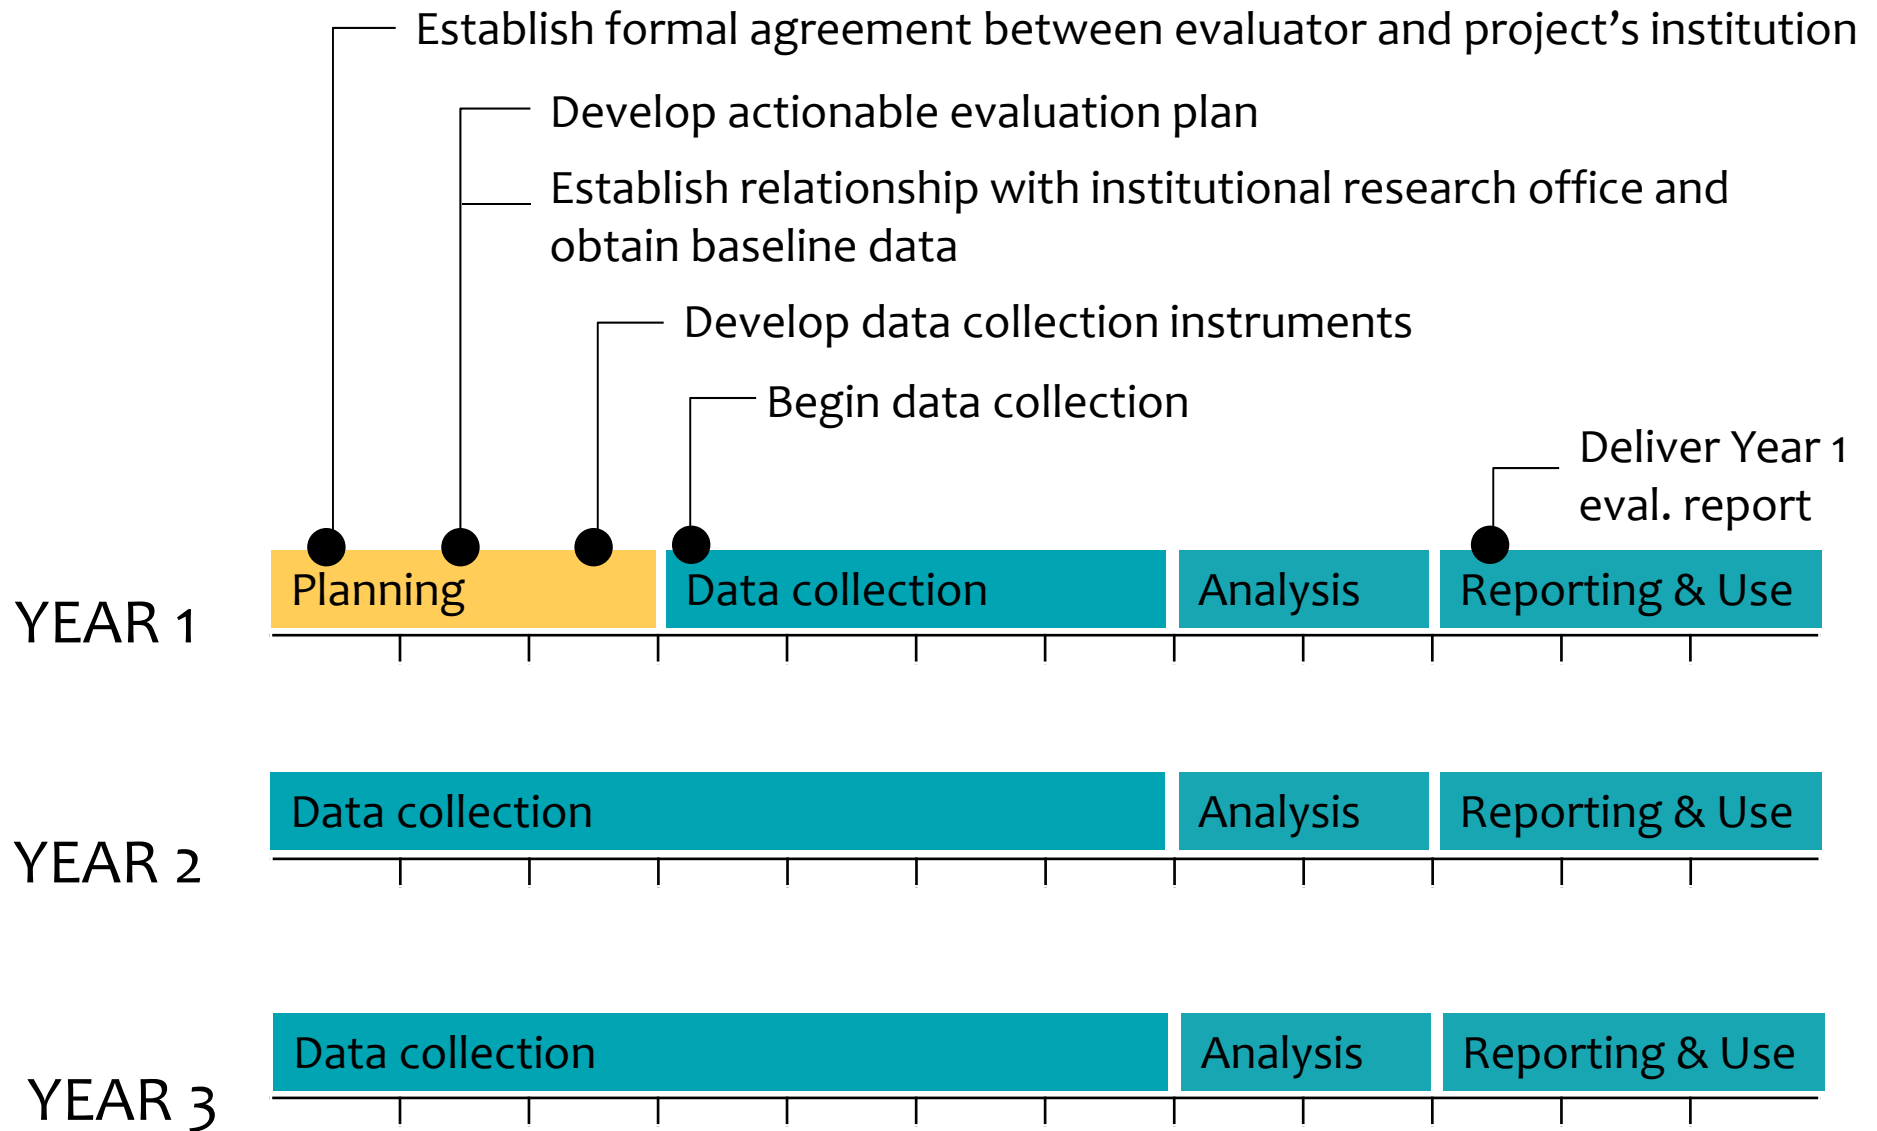 Establish formal agreement between evaluator and project’s institution
Develop actionable evaluation plan
Establish relationship with institutional research office and
obtain baseline data
Develop data collection instruments
Begin data collection
Deliver Year 1
eval. report
YEAR 1
Planning
Data collection
Analysis
Reporting & Use
YEAR 2
Data collection
Analysis
Reporting & Use
YEAR 3
Data collection
Analysis
Reporting & Use